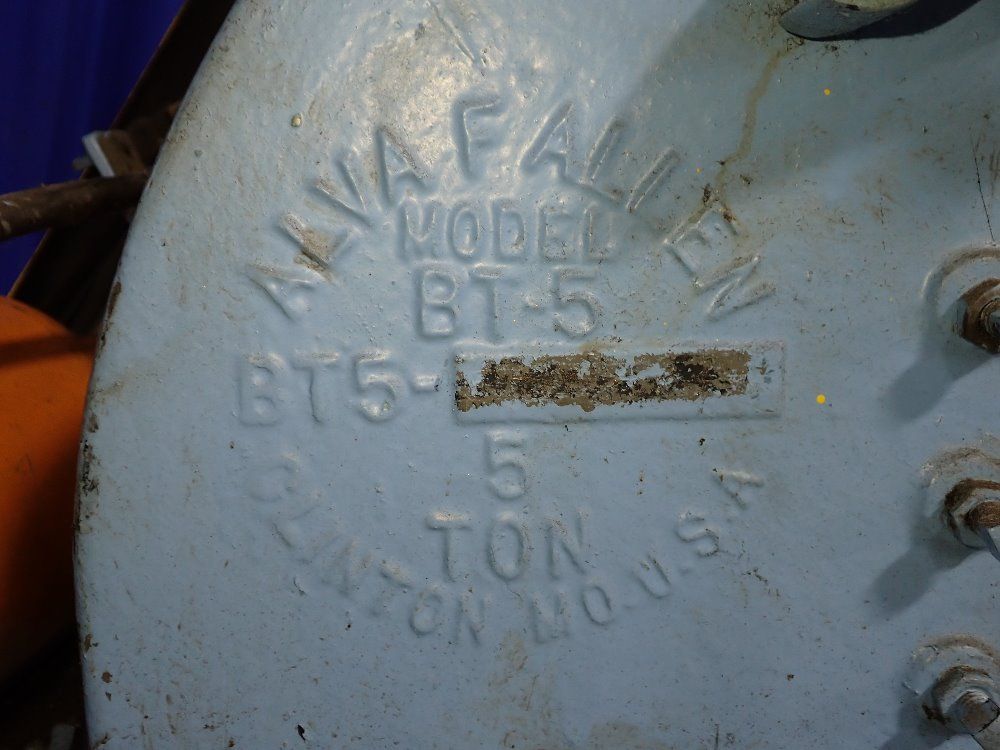 ALVA F ALLEN
MODEL
BT-5
BT5-
5
TON
CLINTON MO. U.S.A